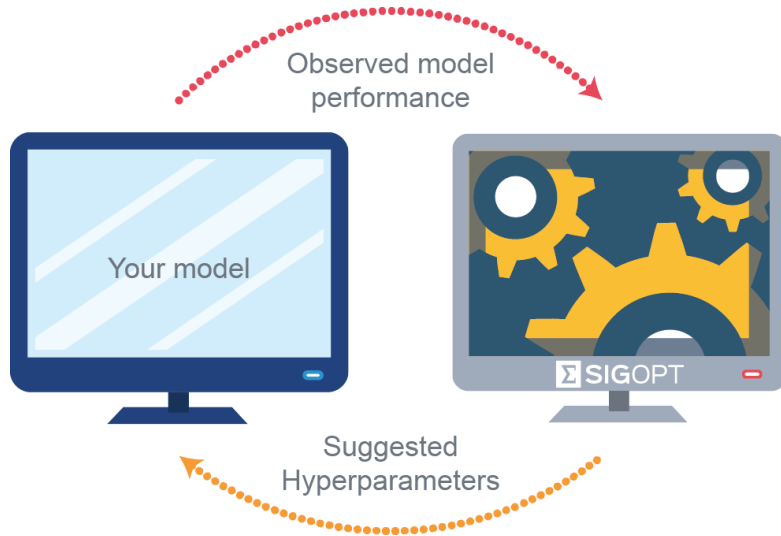 Observed model
performance
Your model
SIGOPT
Suggested
Hyperparameters